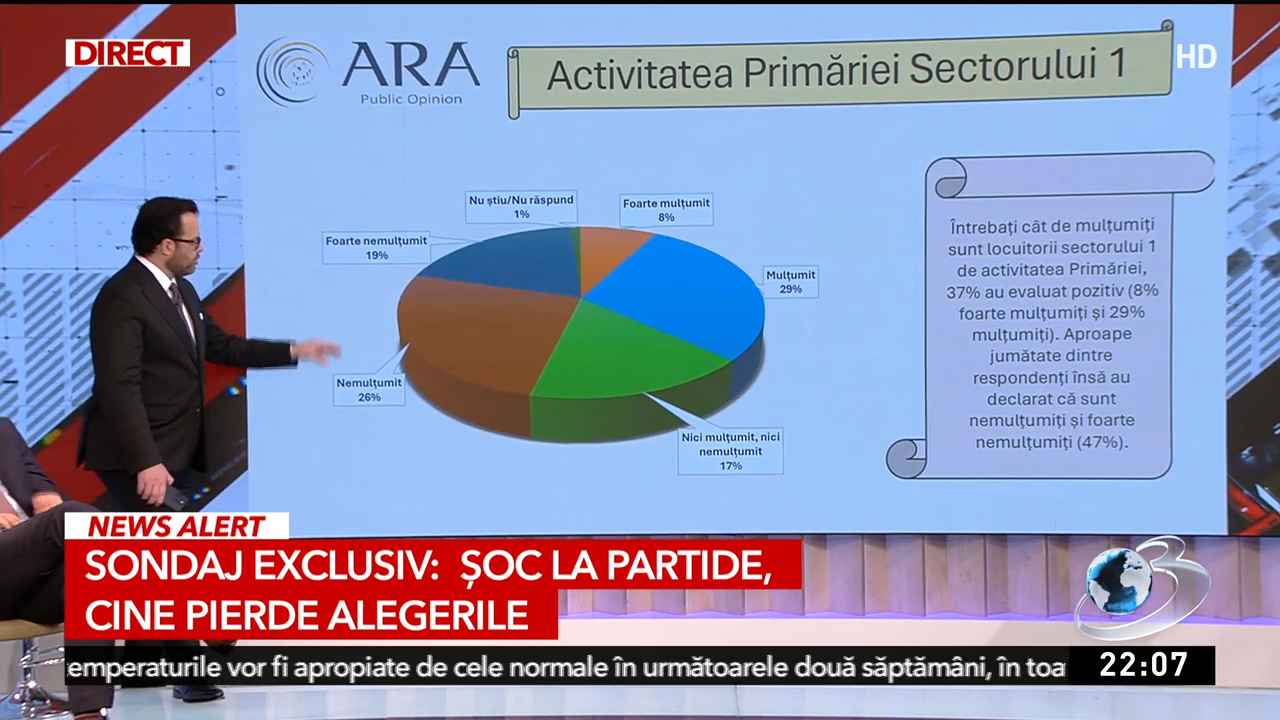 DIRECT
ARA
Public Opinion
Activitatea Primăriei Sectorului 1
HD
Nu știu/Nu răspund
1%
Foarte mulțumit
8%
Foarte nemulțumit
19%
Mulțumit
29%
Nemulțumit
26%
Nici mulțumit, nici
nemulțumit
17%
Întrebați cât de mulțumiți
sunt locuitorii sectorului 1
de activitatea Primăriei,
37% au evaluat pozitiv (8%
foarte mulțumiți și 29%
mulțumiți). Aproape
jumătate dintre
respondenți însă au
declarat că sunt
nemulțumiți și foarte
nemulțumiți (47%).
NEWS ALERT
SONDAJ EXCLUSIV: ȘOC LA PARTIDE,
CINE PIERDE ALEGERILE
3
emperaturile vor fi apropiate de cele normale în următoarele două săptămâni, în toa
22:07